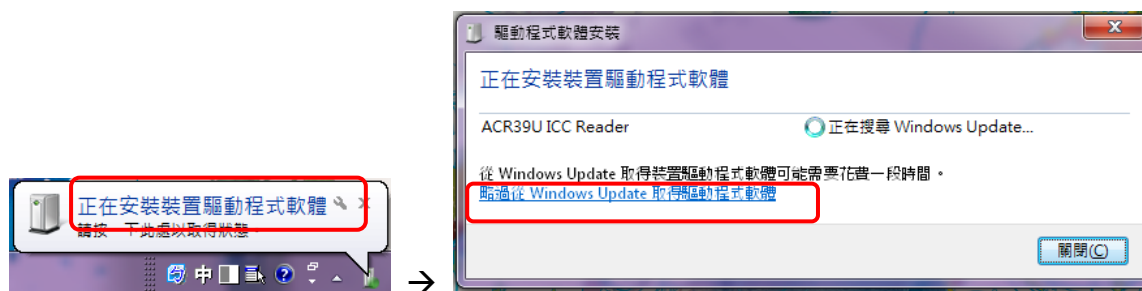 正在安裝裝置驅動程式軟體
請按一下此處以取得狀態。
中
→
驅動程式軟體安裝
正在安裝裝置驅動程式軟體
ACR39U ICC Reader
正在搜尋 Windows Update...
從 Windows Update 取得裝置驅動程式軟體可能需要花費一段時間。
略過從 Windows Update 取得驅動程式軟體
關閉(C)